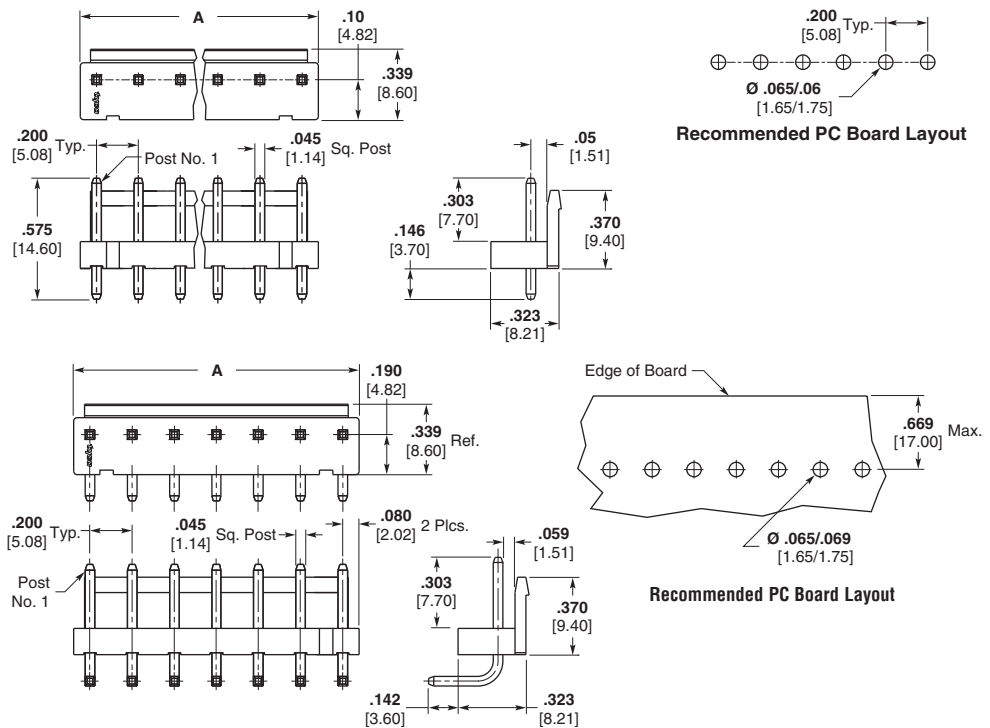 A
.10
[4.82]
.339
[8.60]
.200
[5.08] Typ.
Post No. 1
.045
[1.14] Sq. Post
.575
[14.60]
.05
[1.51]
.303
[7.70]
.146
[3.70]
.370
[9.40]
.323
[8.21]
.200
[5.08] Typ.
Ø .065/.06
[1.65/1.75]
Recommended PC Board Layout
A
.190
[4.82]
.339
[8.60] Ref.
.200
[5.08] Typ.
.045
[1.14] Sq. Post
.080
[2.02] 2 Plcs.
Post
No. 1
.059
[1.51]
.303
[7.70]
.370
[9.40]
.142
[3.60]
.323
[8.21]
Edge of Board
.669
[17.00] Max.
Ø .065/.069
[1.65/1.75]
Recommended PC Board Layout